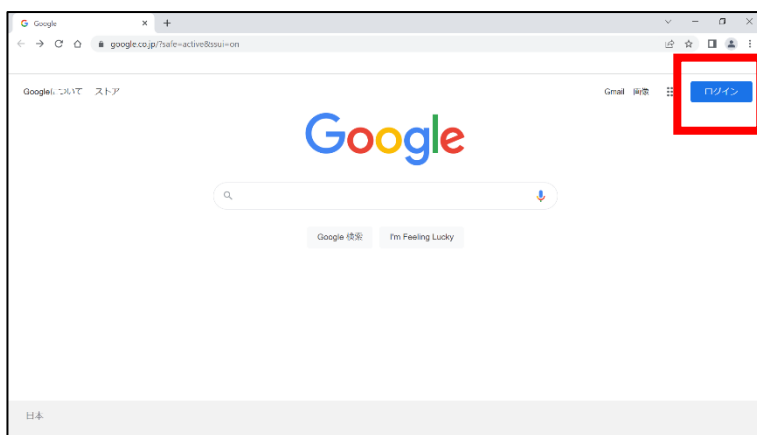 Google
google.co.jp/?safe=active&ssui=on
Googleについて ストア
Gmail 画像
ログイン
Google
Google 検索 I'm Feeling Lucky
日本